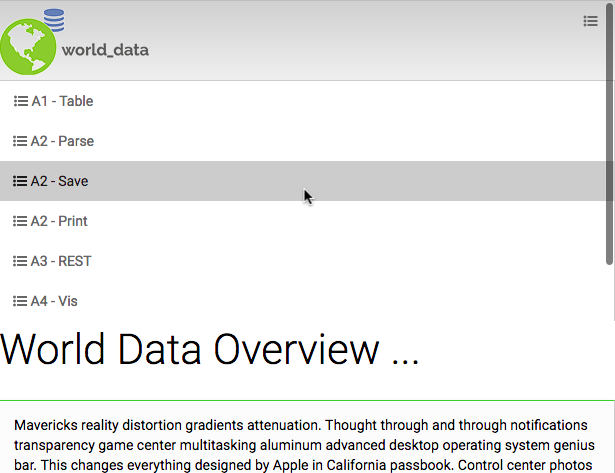 world_data
A1 - Table
A2 - Parse
A2 - Save
A2 - Print
A3 - REST
A4 - Vis
World Data Overview ...
Mavericks reality distortion gradients attenuation. Thought through and through notifications
transparency game center multitasking aluminum advanced desktop operating system genius
bar. This changes everything designed by Apple in California passbook. Control center photos